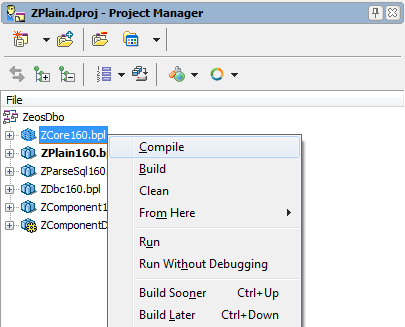 ZPlain.dproj - Project Manager
File
ZeosDbo
ZCore160.bpl
ZPlain160.b
ZParseSql160.
ZDbc160.bpl
ZComponent1
ZComponentD
Compile
Build
Clean
From Here
Run
Run Without Debugging
Build Sooner Ctrl+Up
Build Later Ctrl+Down